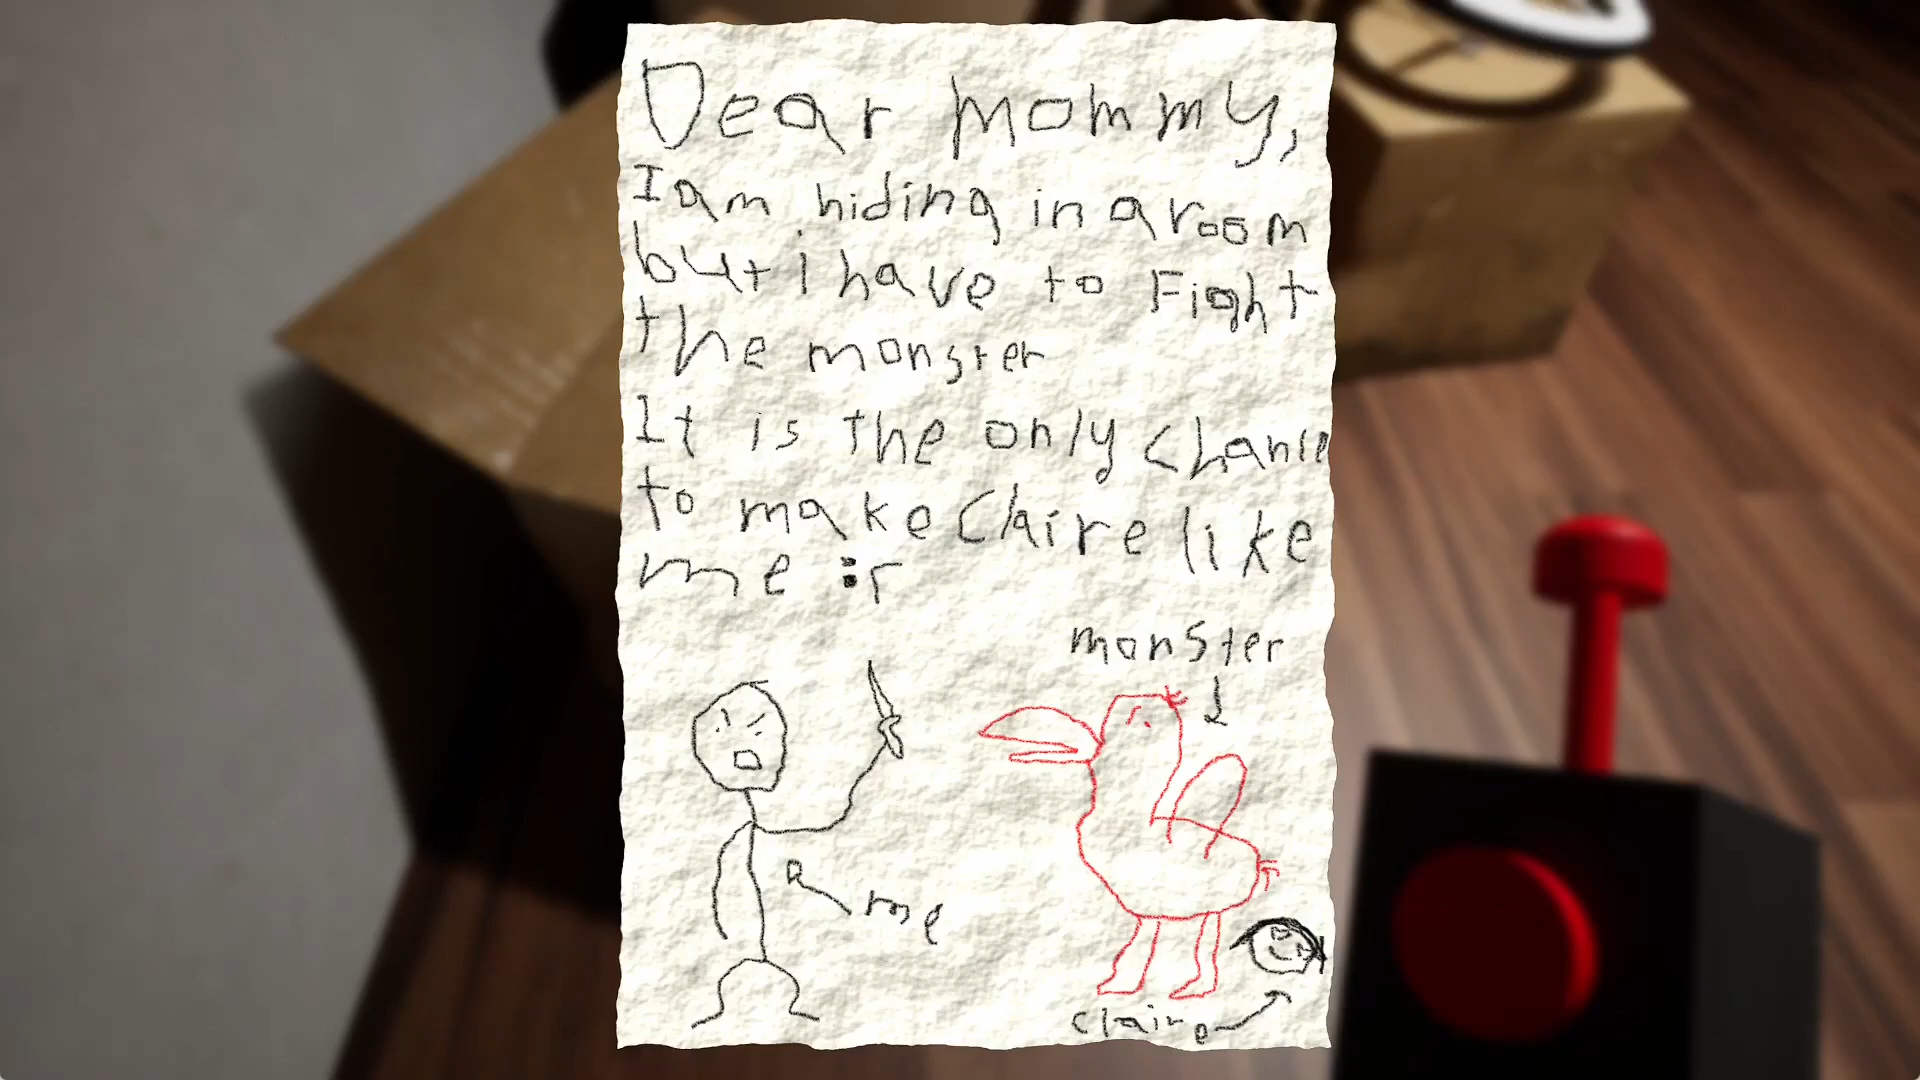 Dear mommy,
I am hiding in a room
but i have to Fight
the monster
It is the only chance
to make Claire like
me :r
monster
me
claire